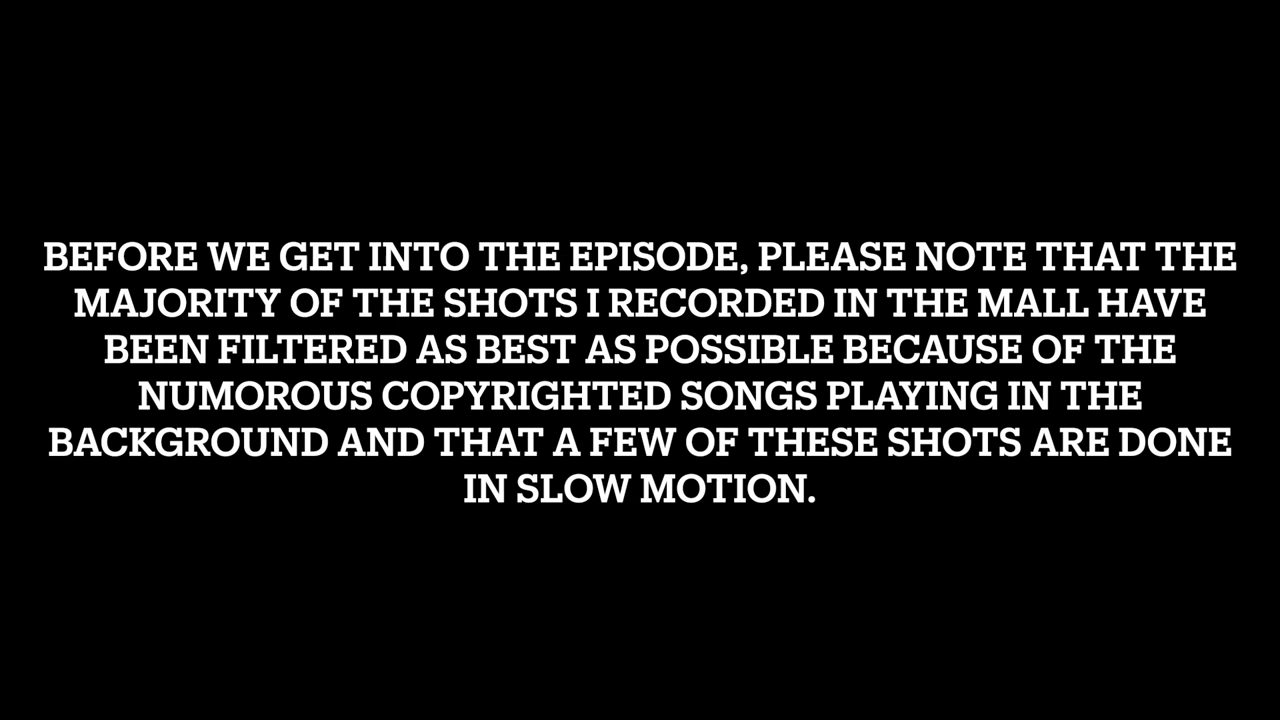 BEFORE WE GET INTO THE EPISODE, PLEASE NOTE THAT THE
MAJORITY OF THE SHOTS I RECORDED IN THE MALL HAVE
BEEN FILTERED AS BEST AS POSSIBLE BECAUSE OF THE
NUMOROUS COPYRIGHTED SONGS PLAYING IN THE
BACKGROUND AND THAT A FEW OF THESE SHOTS ARE DONE
IN SLOW MOTION.